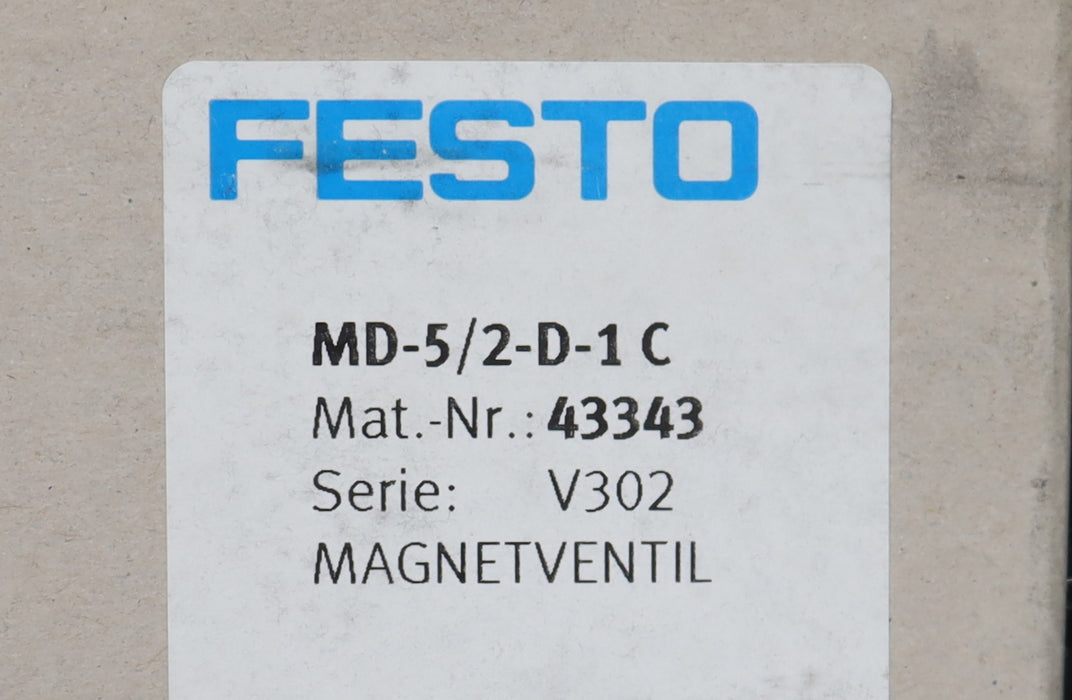 FESTO
MD-5/2-D-1 C
Mat.-Nr.: 43343
Serie: V302
MAGNETVENTIL